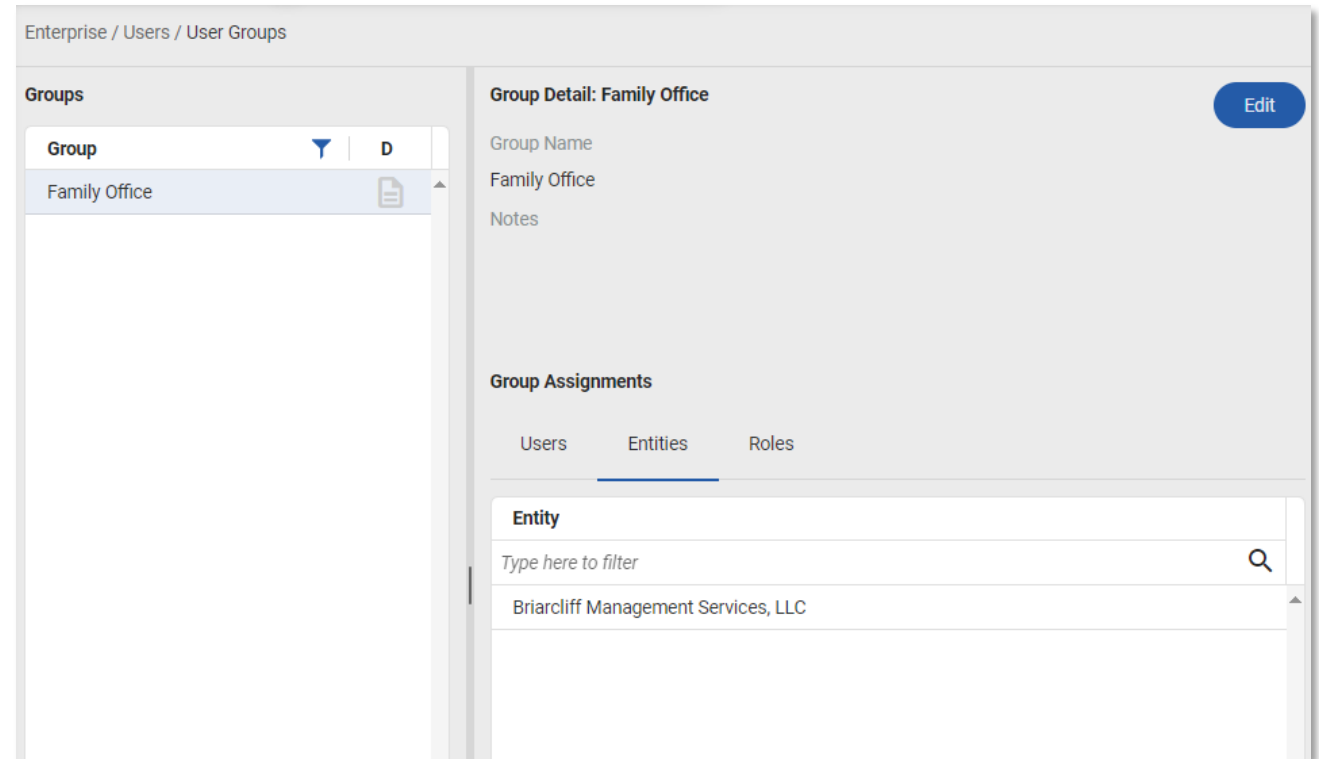 Enterprise / Users / User Groups
Groups
Group D
Family Office
Group Detail: Family Office
Edit
Group Name
Family Office
Notes
Group Assignments
Users Entities Roles
Entity
Type here to filter
Briarcliff Management Services, LLC